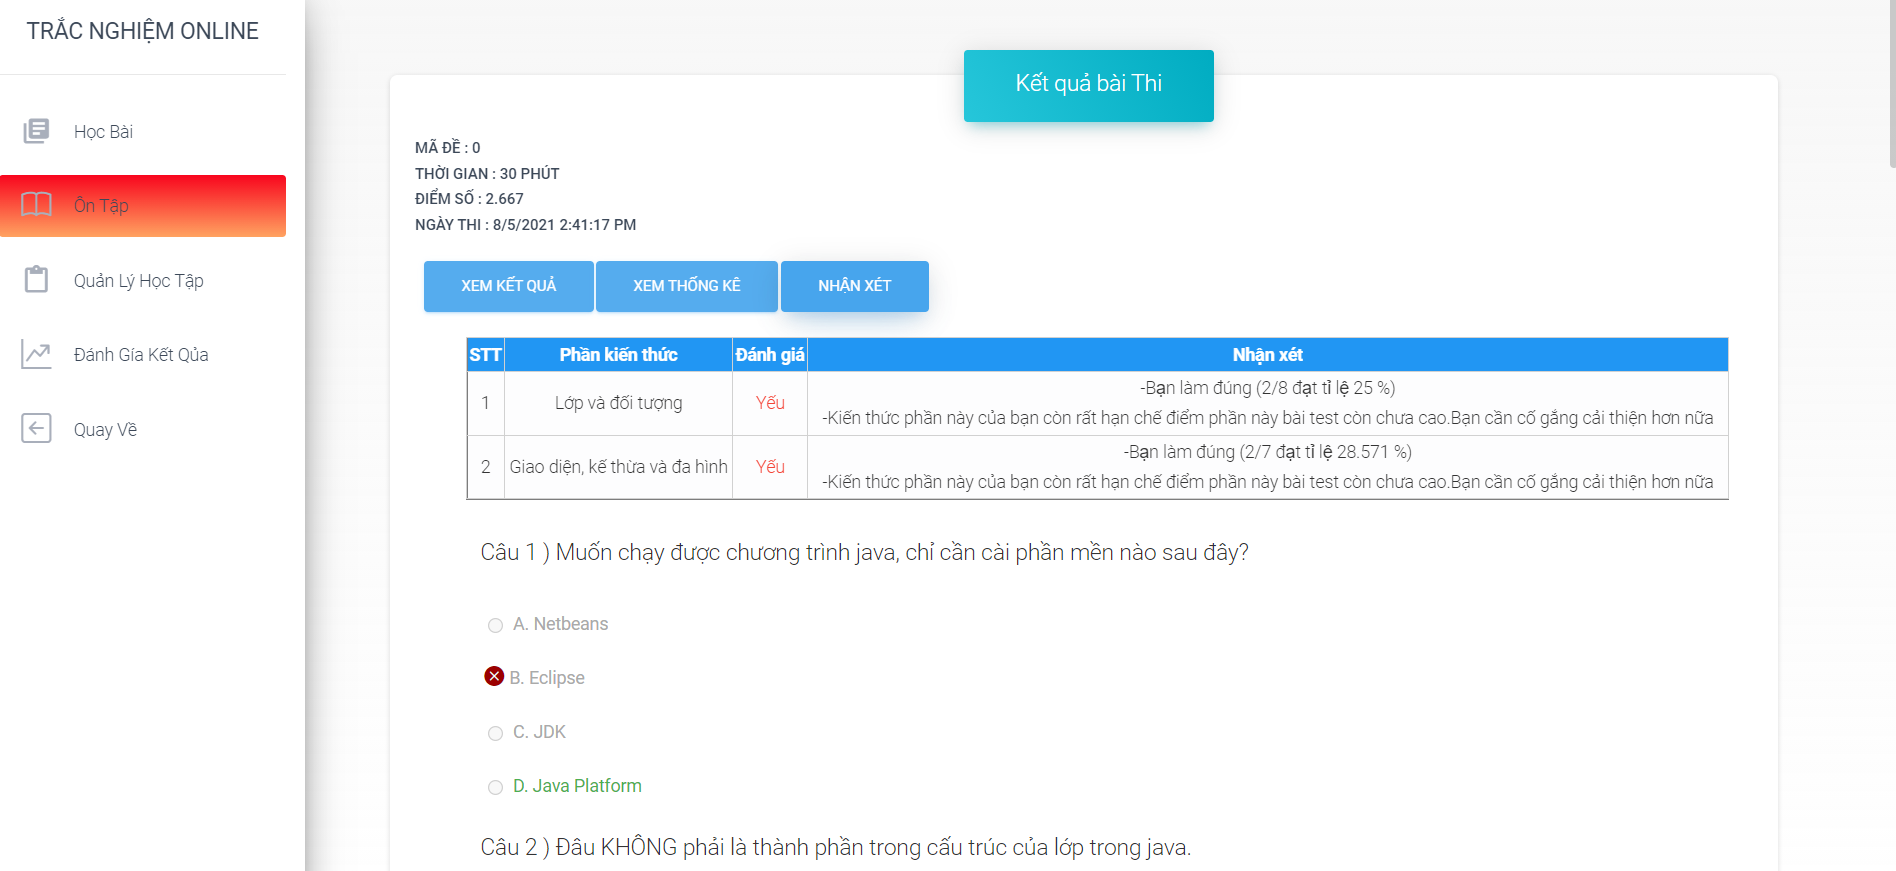 TRẮC NGHIỆM ONLINE
Học Bài
Ôn Tập
Quản Lý Học Tập
Đánh Gía Kết Qủa
Quay Về
Kết quả bài Thi
MÃ ĐỀ : 0
THỜI GIAN : 30 PHÚT
ĐIỂM SỐ : 2.667
NGÀY THI : 8/5/2021 2:41:17 PM
XEM KẾT QUẢ XEM THỐNG KÊ NHẬN XÉT
STT Phần kiến thức Đánh giá Nhận xét
1 Lớp và đối tượng Yếu -Bạn làm đúng (2/8 đạt tỉ lệ 25 %)
-Kiến thức phần này của bạn còn rất hạn chế điểm phần này bài test còn chưa cao.Bạn cần cố gắng cải thiện hơn nữa
2 Giao diện, kế thừa và đa hình Yếu -Bạn làm đúng (2/7 đạt tỉ lệ 28.571 %)
-Kiến thức phần này của bạn còn rất hạn chế điểm phần này bài test còn chưa cao.Bạn cần cố gắng cải thiện hơn nữa
Câu 1 ) Muốn chạy được chương trình java, chỉ cần cài phần mền nào sau đây?
A. Netbeans
B. Eclipse
C. JDK
D. Java Platform
Câu 2 ) Đâu KHÔNG phải là thành phần trong cấu trúc của lớp trong java.